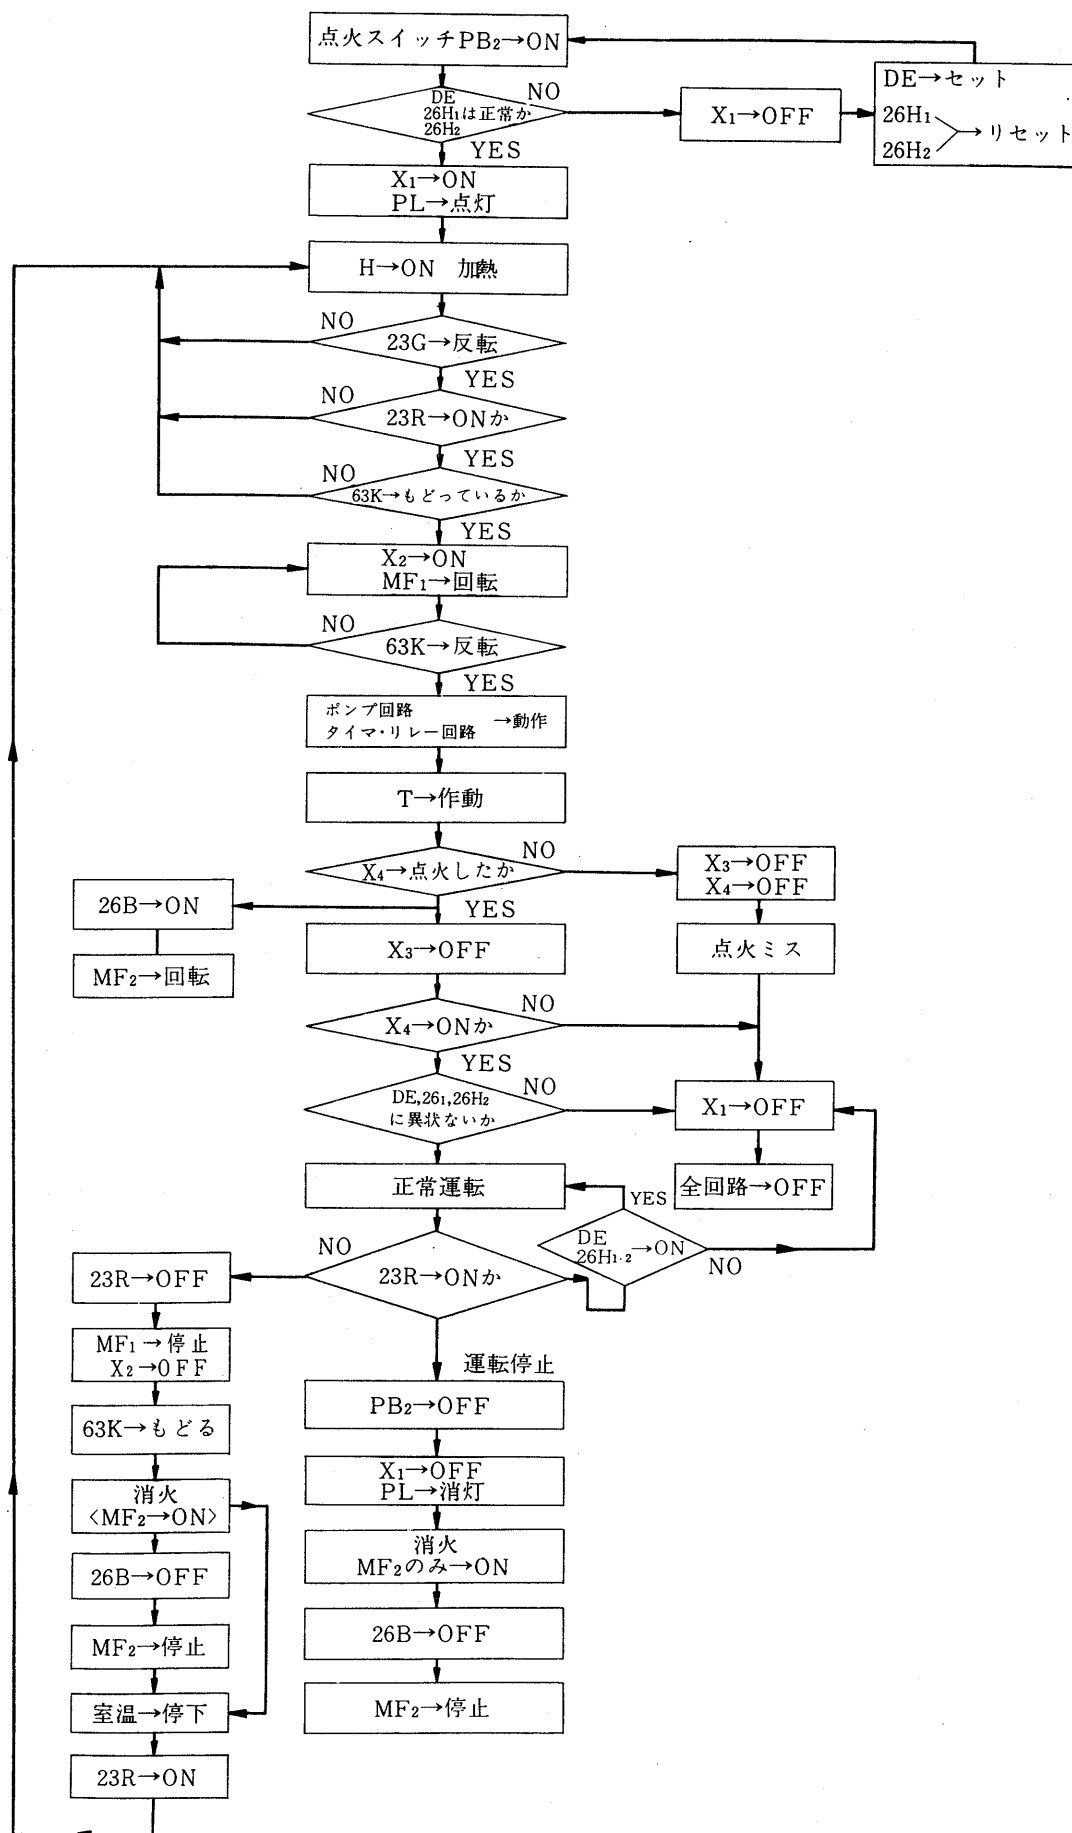 点火スイッチPB₂→ON
DE
26H₁は正常か
26H₂
NO
YES
X₁→OFF
DE→セット
26H₁
26H₂
→リセット
X₁→ON
PL→点灯
H→ON 加熱
NO
23G→反転
YES
NO
23R→ONか
YES
NO
63K→もどっているか
YES
X₂→ON
MF₁→回転
NO
63K→反転
YES
ポンプ回路
タイマ・リレー回路
→動作
T→作動
X₄→点火したか
NO
YES
X₃→OFF
X₄→OFF
26B→ON
MF₂→回転
X₃→OFF
点火ミス
X₄→ONか
NO
YES
DE,26₁,26H₂
に異状ないか
NO
X₁→OFF
全回路→OFF
正常運転
YES
DE
26H₁.₂
→ON
NO
NO
23R→ONか
23R→OFF
MF₁→停止
X₂→OFF
63K→もどる
消火
〈MF₂→ON〉
26B→OFF
MF₂→停止
室温→停下
23R→ON
運転停止
PB₂→OFF
X₁→OFF
PL→消灯
消火
MF₂のみ→ON
26B→OFF
MF₂→停止